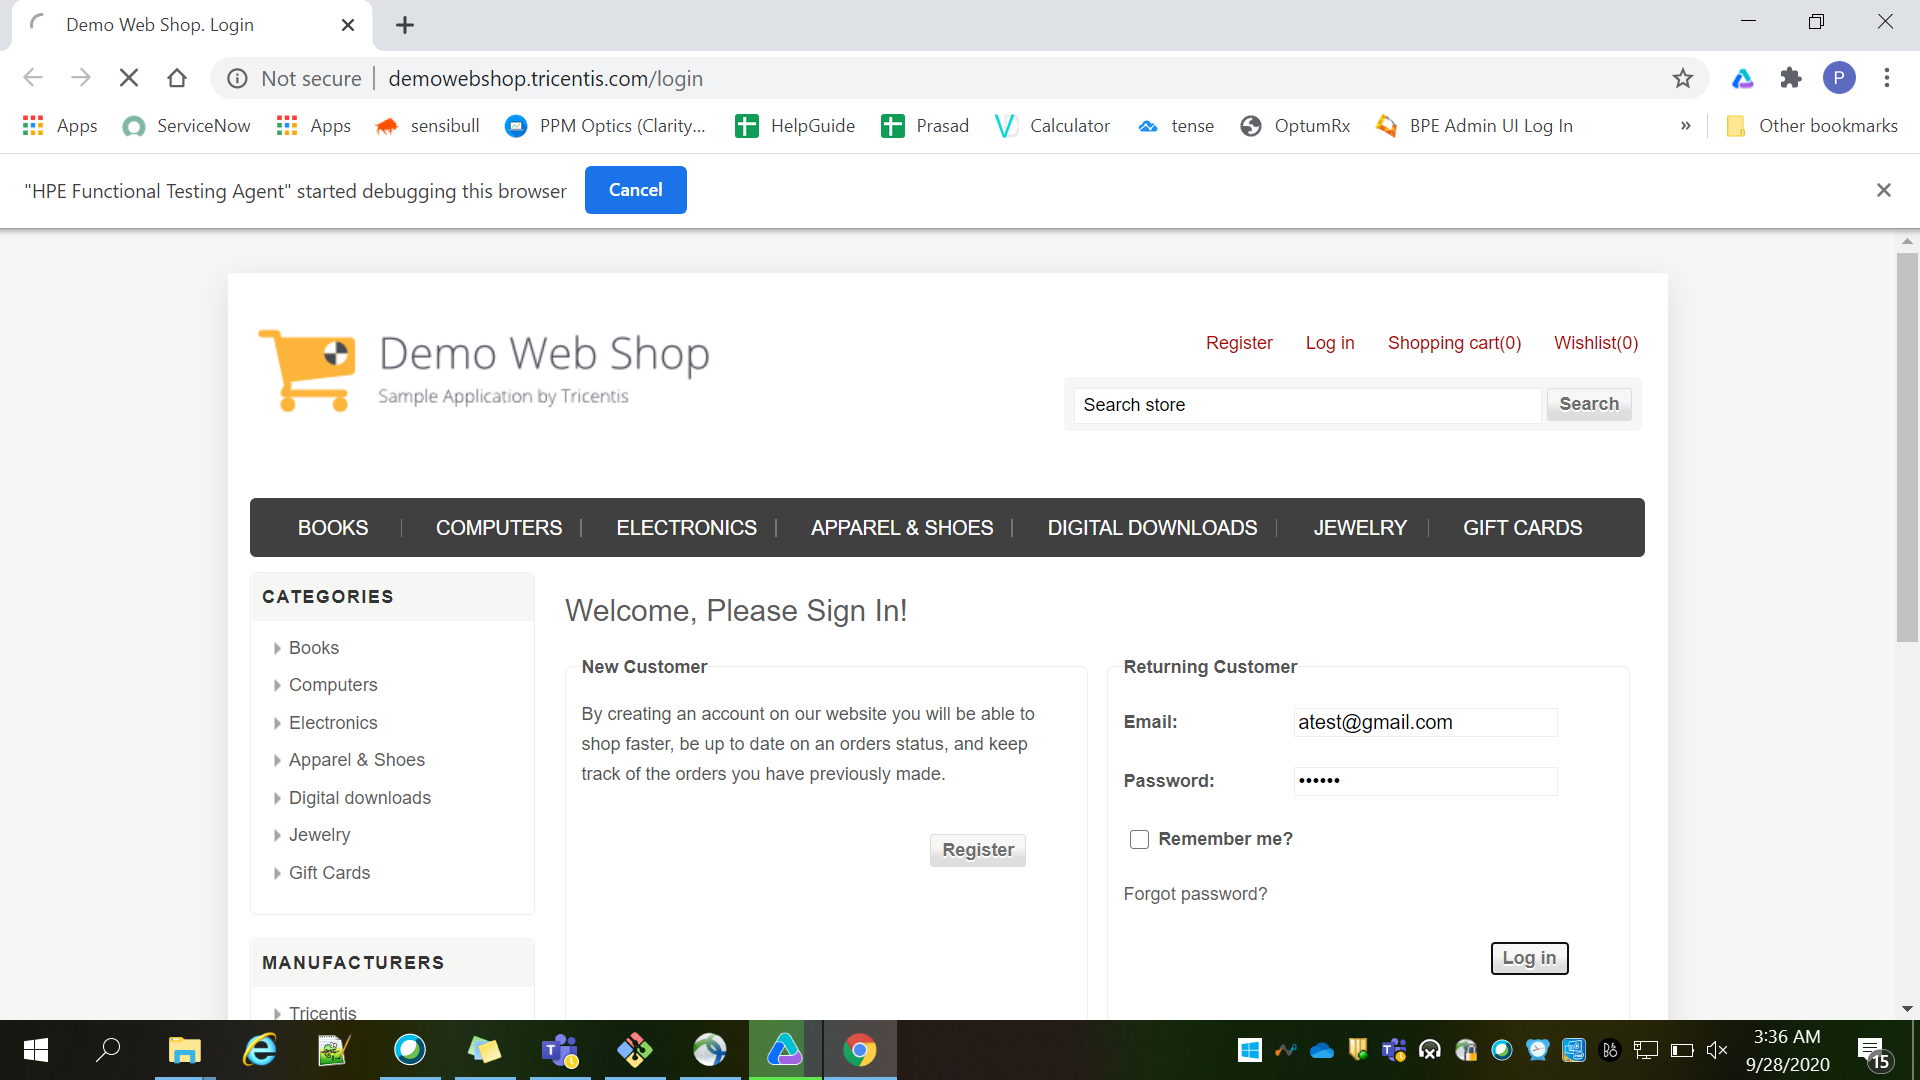 Demo Web Shop. Login
Not secure | demowebshop.tricentis.com/login
P
Apps ServiceNow Apps sensibull PPM Optics (Clarity... HelpGuide Prasad Calculator tense OptumRx BPE Admin UI Log In » Other bookmarks
"HPE Functional Testing Agent" started debugging this browser Cancel
Demo Web Shop
Sample Application by Tricentis
Register Log in Shopping cart(0) Wishlist(0)
Search store Search
BOOKS COMPUTERS ELECTRONICS APPAREL & SHOES DIGITAL DOWNLOADS JEWELRY GIFT CARDS
CATEGORIES
Books
Computers
Electronics
Apparel & Shoes
Digital downloads
Jewelry
Gift Cards
MANUFACTURERS
Tricentis
Welcome, Please Sign In!
New Customer
By creating an account on our website you will be able to
shop faster, be up to date on an orders status, and keep
track of the orders you have previously made.
Register
Returning Customer
Email: atest@gmail.com
Password: ••••••
Remember me?
Forgot password?
Log in
3:36 AM
9/28/2020
15